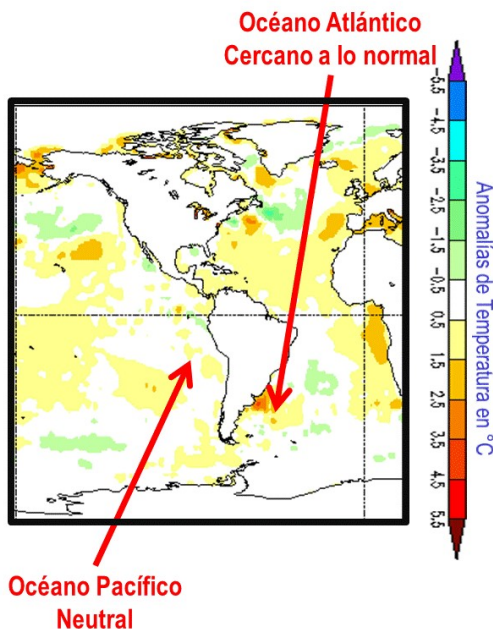 Océano Atlántico
Cercano a lo normal
-5.5
-4.5
-3.5
-2.5
-1.5
-0.5
0.5
1.5
2.5
3.5
4.5
5.5
Anomalías de Temperatura en °C
Océano Pacífico
Neutral